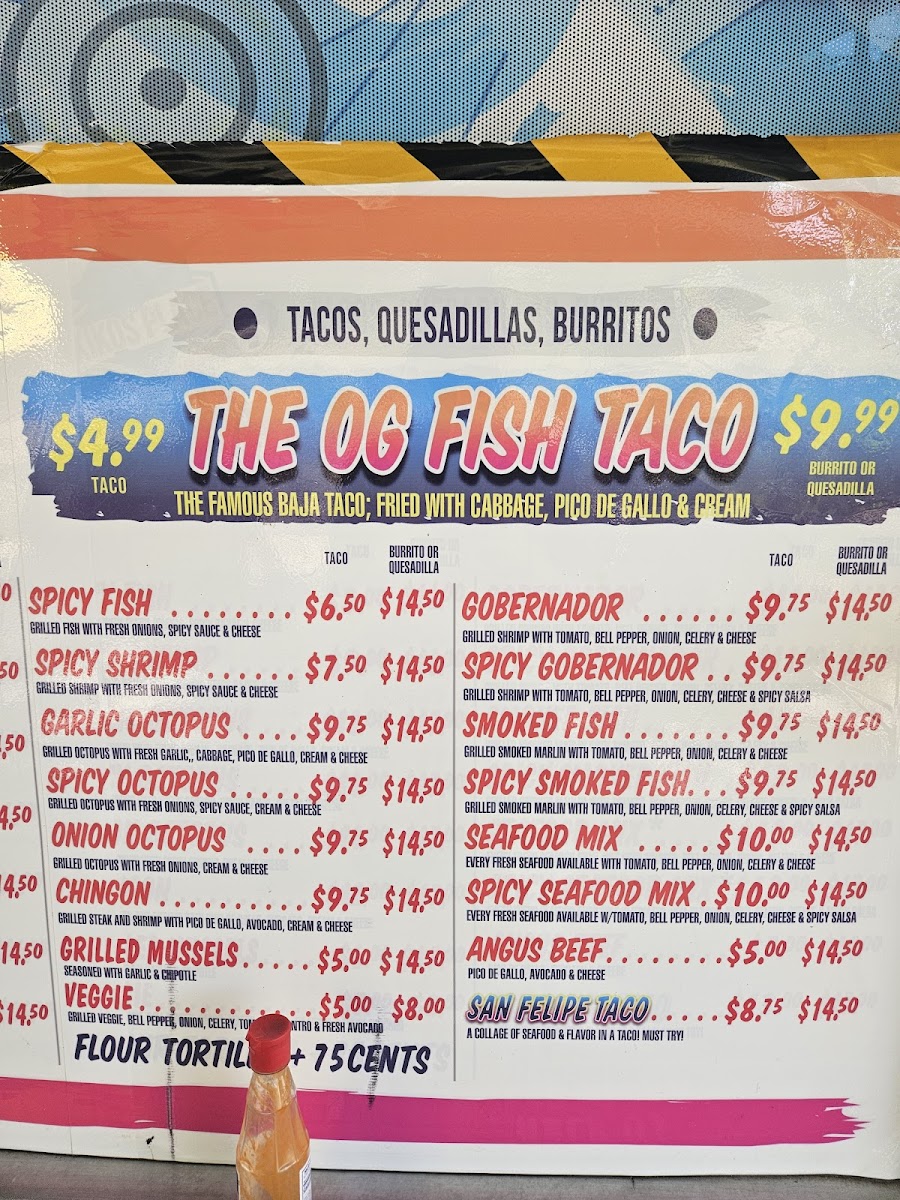 TACOS, QUESADILLAS, BURRITOS
$4.99
TACO
THE OG FISH TACO
$9.99
BURRITO OR
QUESADILLA
THE FAMOUS BAJA TACO; FRIED WITH CABBAGE, PICO DE GALLO & CREAM
TACO BURRITO OR
QUESADILLA
SPICY FISH ........ $6.50 $14.50
GRILLED FISH WITH FRESH ONIONS, SPICY SAUCE & CHEESE
SPICY SHRIMP ...... $7.50 $14.50
GRILLED SHRIMP WITH FRESH ONIONS, SPICY SAUCE & CHEESE
GARLIC OCTOPUS .... $9.75 $14.50
GRILLED OCTOPUS WITH FRESH GARLIC,, CABBAGE, PICO DE GALLO, CREAM & CHEESE
SPICY OCTOPUS ..... $9.75 $14.50
GRILLED OCTOPUS WITH FRESH ONIONS, SPICY SAUCE, CREAM & CHEESE
ONION OCTOPUS .... $9.75 $14.50
GRILLED OCTOPUS WITH FRESH ONIONS, CREAM & CHEESE
CHINGON .......... $9.75 $14.50
GRILLED STEAK AND SHRIMP WITH PICO DE GALLO, AVOCADO, CREAM & CHEESE
GRILLED MUSSELS..... $5.00 $14.50
SEASONED WITH GARLIC & CHIPOTLE
VEGGIE ............ $5.00 $8.00
GRILLED VEGGIE, BELL PEPPER, ONION, CELERY, & FRESH AVOCADO
FLOUR + 75 CENTS
TACO BURRITO OR
QUESADILLA
GOBERNADOR ...... $9.75 $14.50
GRILLED SHRIMP WITH TOMATO, BELL PEPPER, ONION, CELERY & CHEESE
SPICY GOBERNADOR .. $9.75 $14.50
GRILLED SHRIMP WITH TOMATO, BELL PEPPER, ONION, CELERY, CHEESE & SPICY SALSA
SMOKED FISH ....... $9.75 $14.50
GRILLED SMOKED MARLIN WITH TOMATO, BELL PEPPER, ONION, CELERY & CHEESE
SPICY SMOKED FISH... $9.75 $14.50
GRILLED SMOKED MARLIN WITH TOMATO, BELL PEPPER, ONION, CELERY, CHEESE & SPICY SALSA
SEAFOOD MIX ..... $10.00 $14.50
EVERY FRESH SEAFOOD AVAILABLE WITH TOMATO, BELL PEPPER, ONION, CELERY & CHEESE
SPICY SEAFOOD MIX . $10.00 $14.50
EVERY FRESH SEAFOOD AVAILABLE W/TOMATO, BELL PEPPER, ONION, CELERY, CHEESE & SPICY SALSA
ANGUS BEEF........ $5.00 $14.50
PICO DE GALLO, AVOCADO & CHEESE
SAN FELIPE TACO..... $8.75 $14.50
A COLLAGE OF SEAFOOD & FLAVOR IN A TACO! MUST TRY!